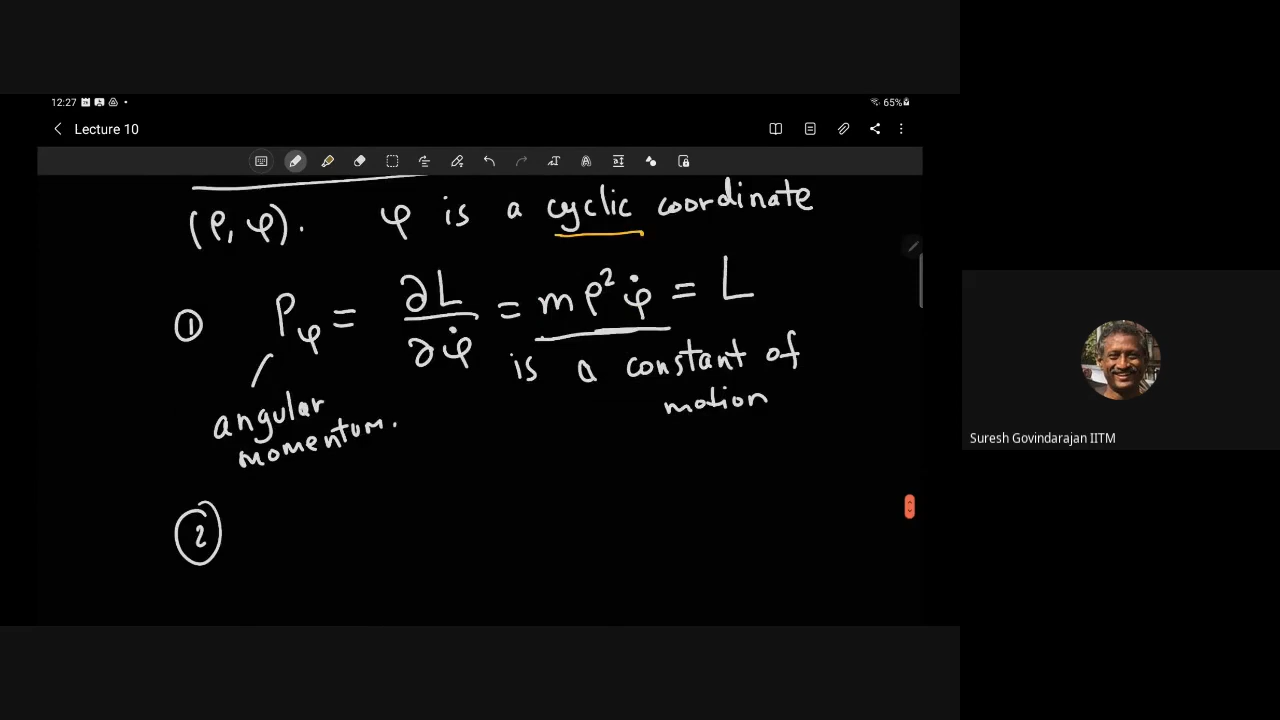 12:27
65%
Lecture 10
(ρ, φ). φ is a cyclic coordinate
① Pφ = ∂L/∂φ̇ = mρ²φ̇ = L
is a constant of
motion
angular
momentum.
②
Suresh Govindarajan IITM